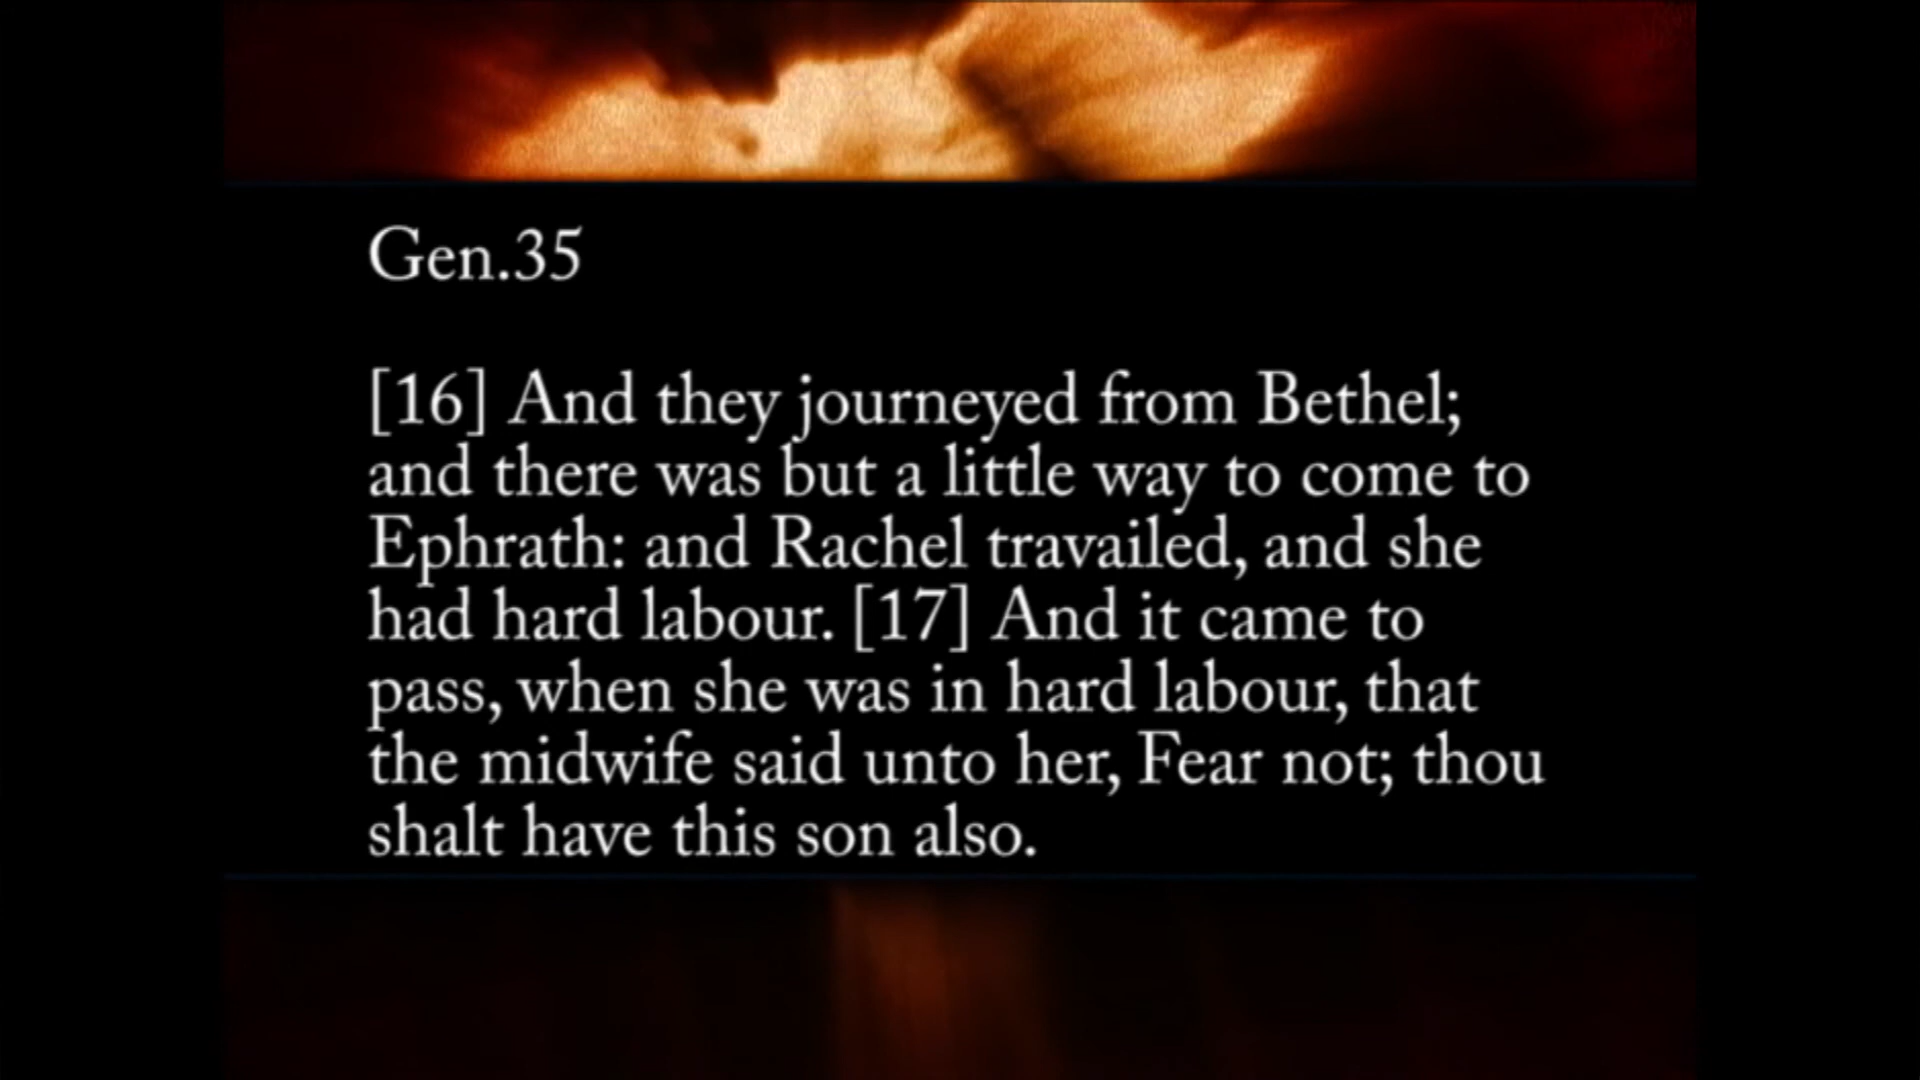 Gen.35
[16] And they journeyed from Bethel;
and there was but a little way to come to
Ephrath: and Rachel travailed, and she
had hard labour. [17] And it came to
pass, when she was in hard labour, that
the midwife said unto her, Fear not; thou
shalt have this son also.